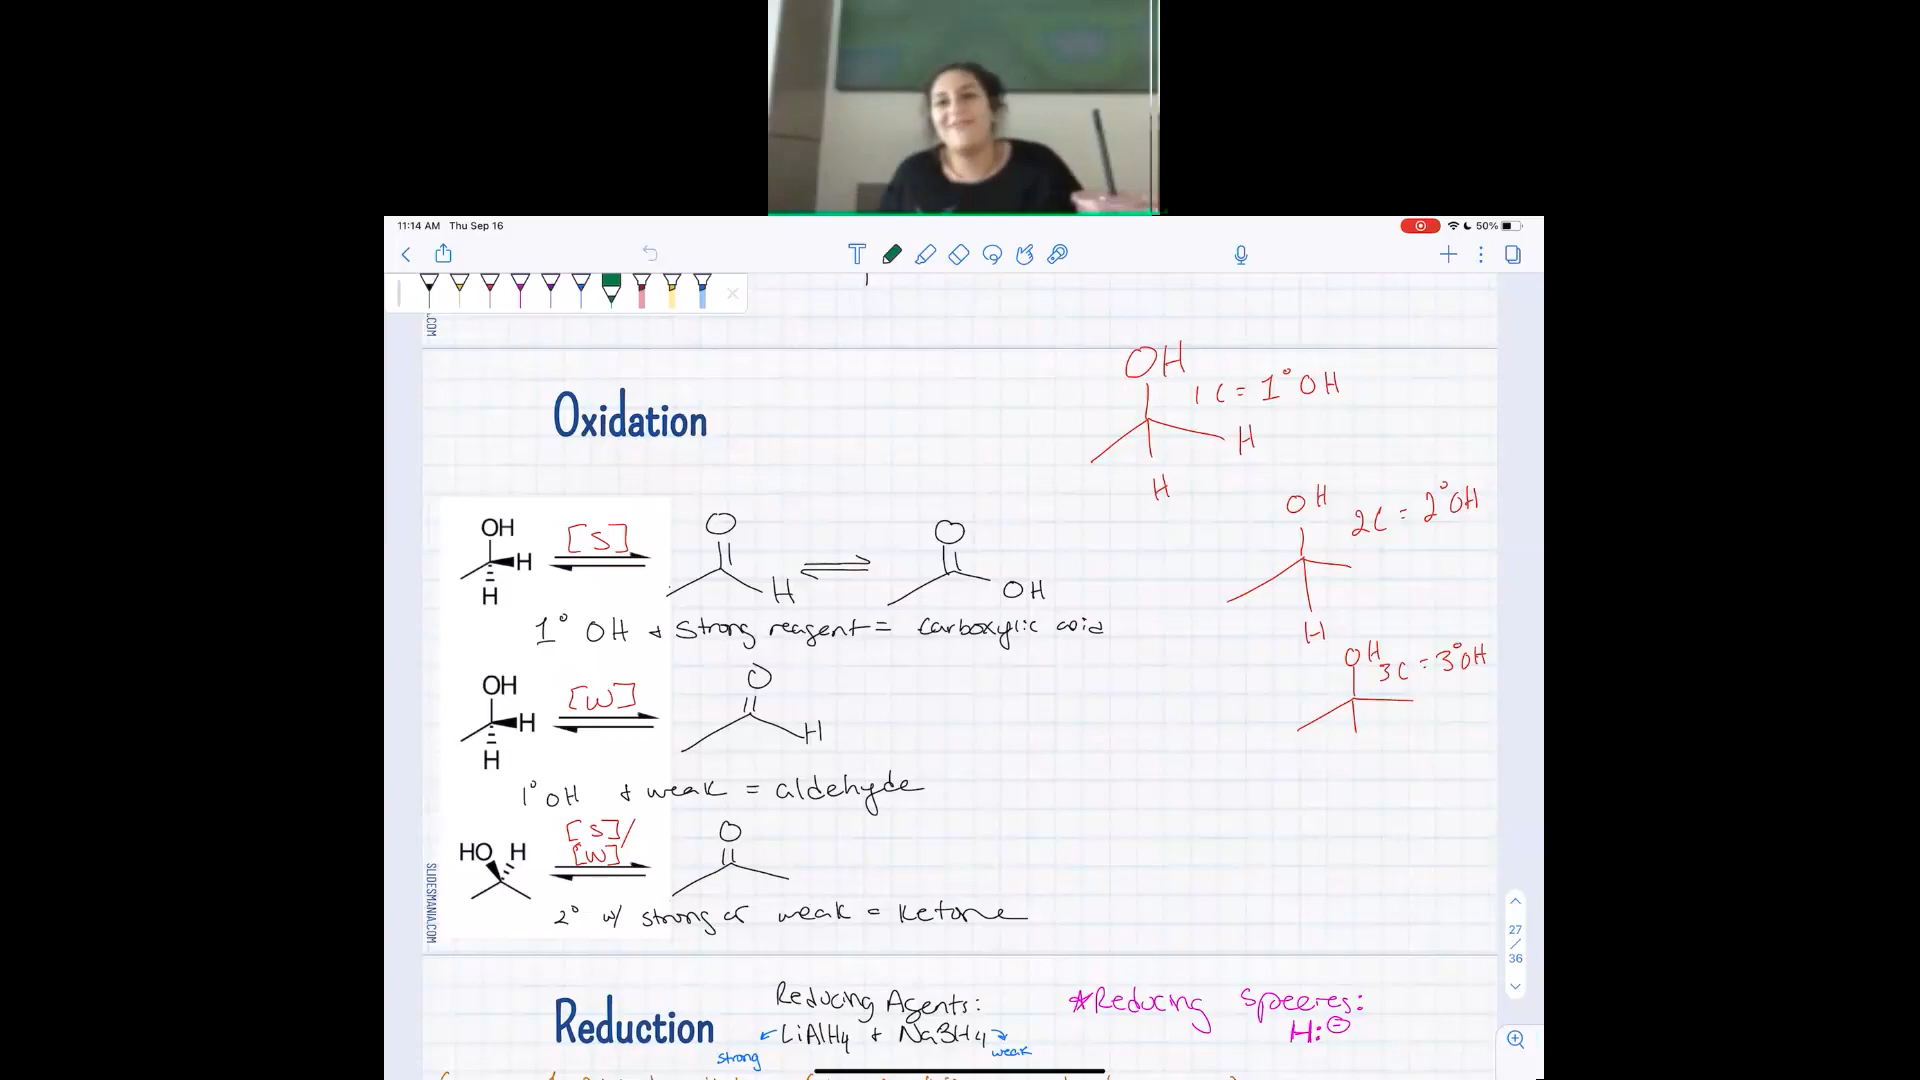 11:14 AM Thu Sep 16
50%
T
.COM
Oxidation
OH
1C = 1° OH
H
H
OH
2C = 2° OH
H
OH
3C = 3° OH
OH
H
H
[S]
O
H
O
OH
1° OH + strong reagent = carboxylic acid
OH
H
H
[W]
O
H
1° OH + weak = aldehyde
HO H
[S]/
[W]
O
2° w/ strong or weak = ketone
SLIDESMANIA.COM
27
/
36
Reduction
Reducing Agents:
LiAlH4 + NaBH4
strong
weak
*Reducing Speeres:
H:⊖